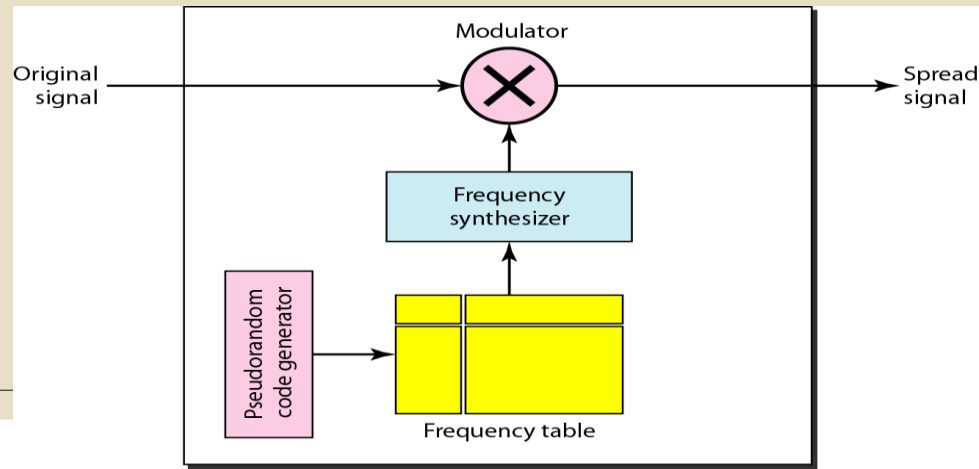 Modulator
Original
signal
Spread
signal
Frequency
synthesizer
Pseudorandom
code generator
Frequency table